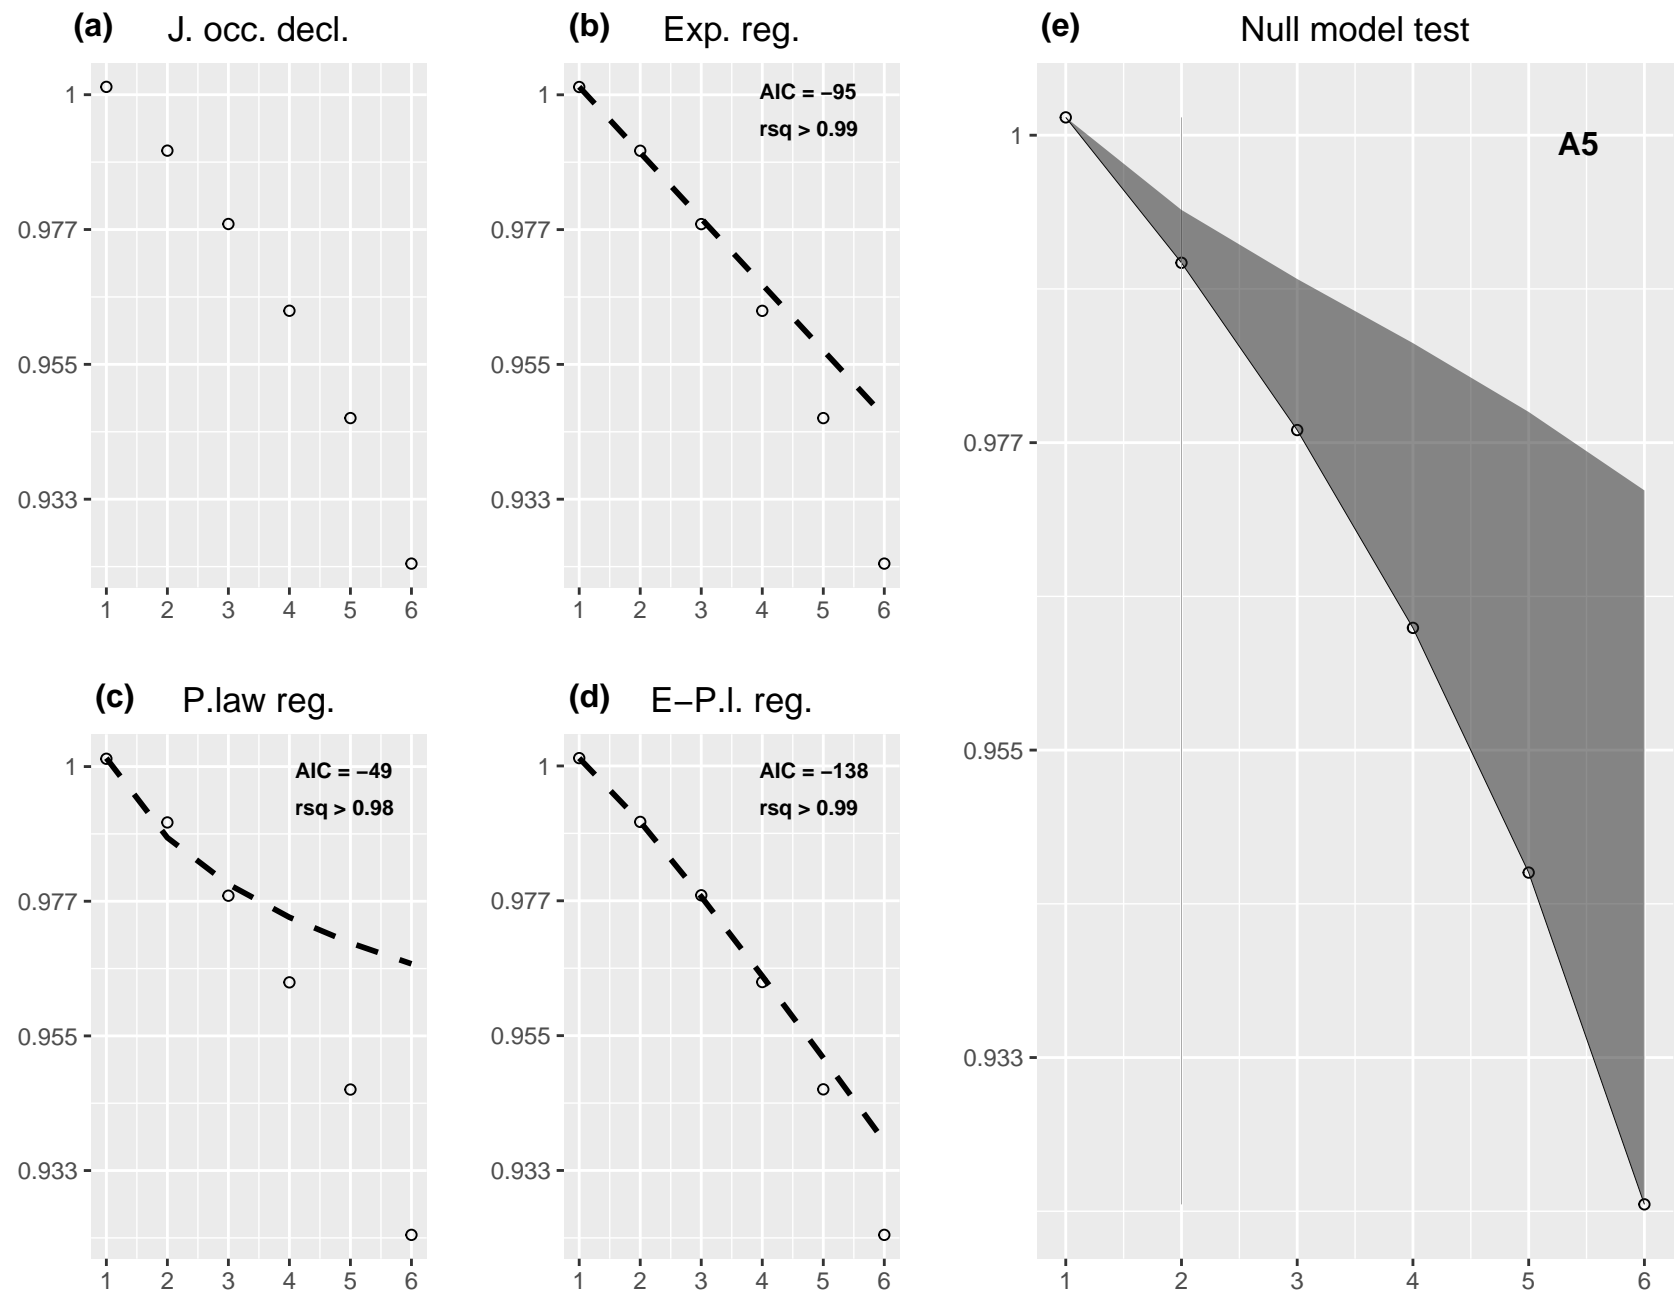 (a) J. occ. decl.
1
0.977
0.955
0.933
1 2 3 4 5 6
(b) Exp. reg.
AIC = −95
rsq > 0.99
1
0.977
0.955
0.933
1 2 3 4 5 6
(c) P.law reg.
AIC = −49
rsq > 0.98
1
0.977
0.955
0.933
1 2 3 4 5 6
(d) E−P.l. reg.
AIC = −138
rsq > 0.99
1
0.977
0.955
0.933
1 2 3 4 5 6
(e) Null model test
A5
1
0.977
0.955
0.933
1 2 3 4 5 6